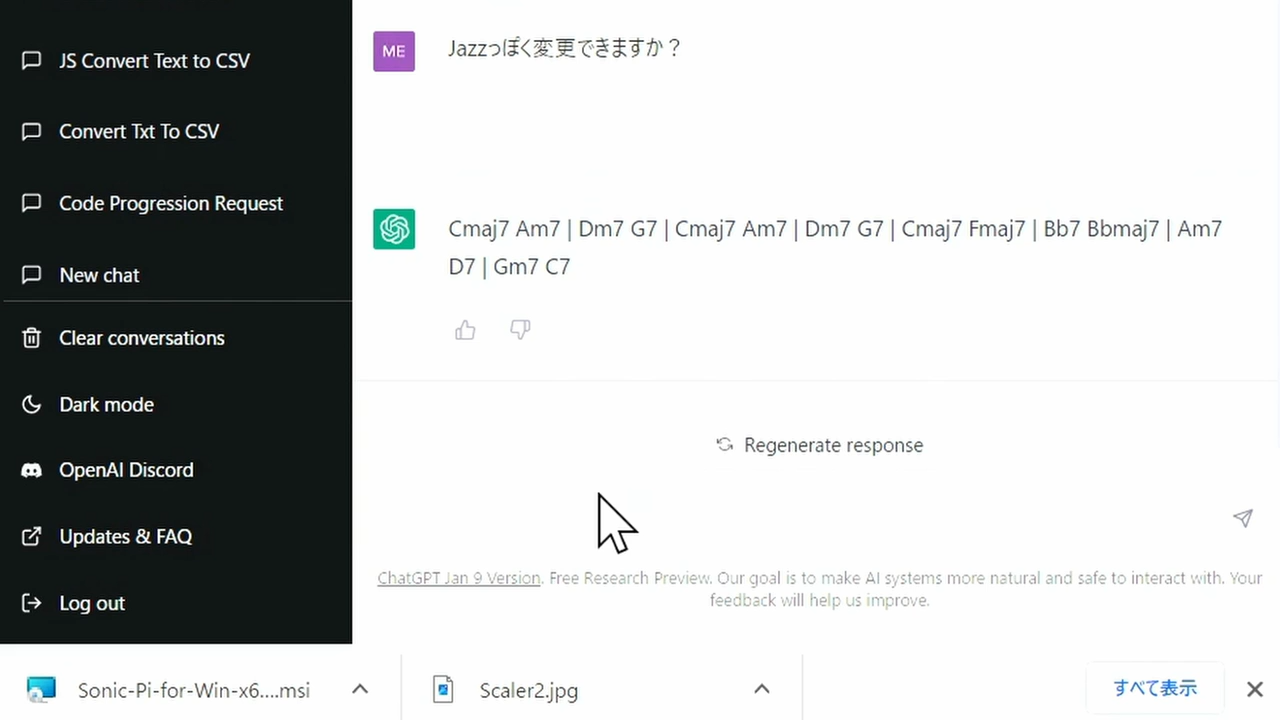 JS Convert Text to CSV
Convert Txt To CSV
Code Progression Request
New chat
Clear conversations
Dark mode
OpenAI Discord
Updates & FAQ
Log out
ME
Jazzっぽく変更できますか？
Cmaj7 Am7 | Dm7 G7 | Cmaj7 Am7 | Dm7 G7 | Cmaj7 Fmaj7 | Bb7 Bbmaj7 | Am7
D7 | Gm7 C7
Regenerate response
ChatGPT Jan 9 Version. Free Research Preview. Our goal is to make AI systems more natural and safe to interact with. Your
feedback will help us improve.
Sonic-Pi-for-Win-x6....msi
Scaler2.jpg
すべて表示